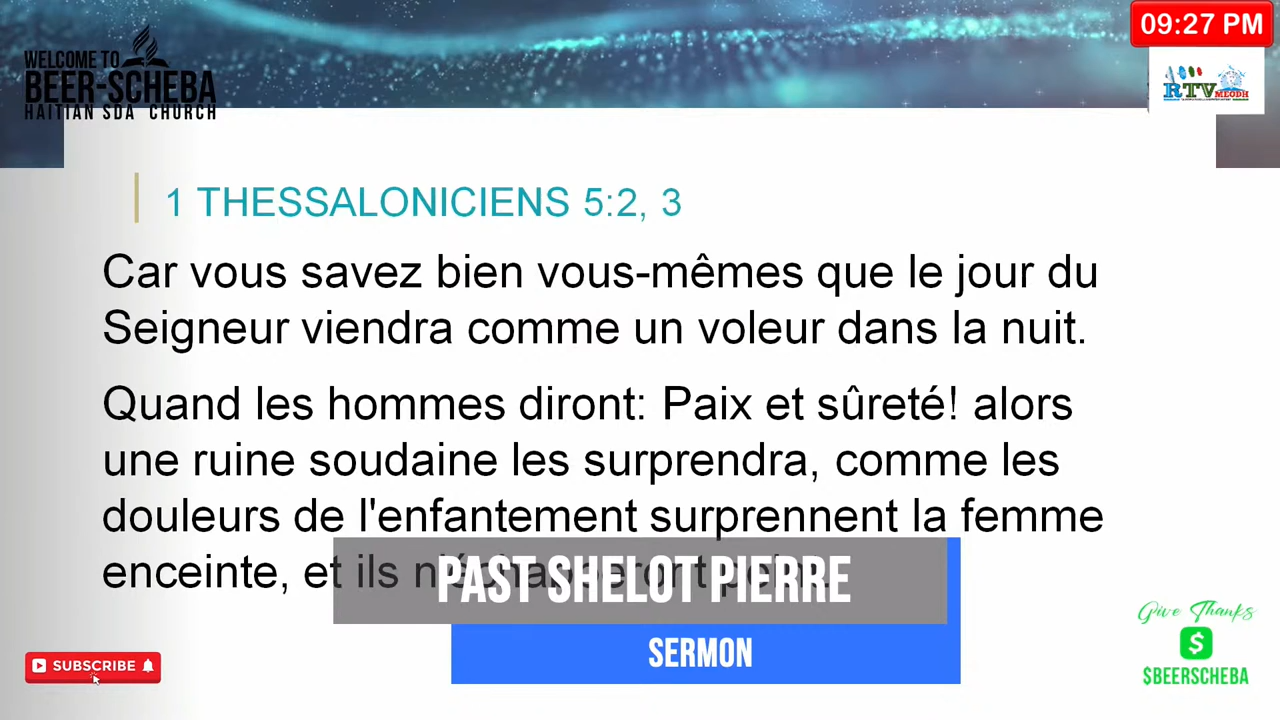 09:27 PM
WELCOME TO
BEER-SCHEBA
HAITIAN SDA CHURCH
RTV MEODH
1 THESSALONICIENS 5:2, 3
Car vous savez bien vous-mêmes que le jour du
Seigneur viendra comme un voleur dans la nuit.
Quand les hommes diront: Paix et sûreté! alors
une ruine soudaine les surprendra, comme les
douleurs de l'enfantement surprennent la femme
enceinte, et ils
PAST SHELOT PIERRE
SERMON
SUBSCRIBE
Give Thanks
$
$BEERSCHEBA